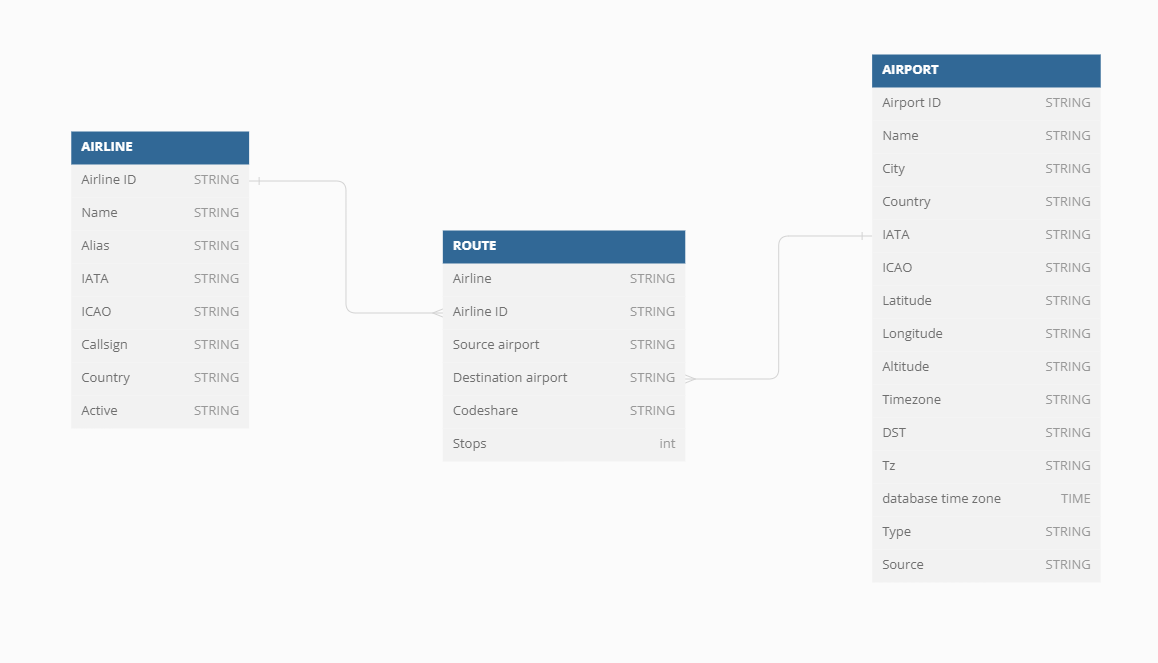 AIRLINE
Airline ID STRING
Name STRING
Alias STRING
IATA STRING
ICAO STRING
Callsign STRING
Country STRING
Active STRING
ROUTE
Airline STRING
Airline ID STRING
Source airport STRING
Destination airport STRING
Codeshare STRING
Stops int
AIRPORT
Airport ID STRING
Name STRING
City STRING
Country STRING
IATA STRING
ICAO STRING
Latitude STRING
Longitude STRING
Altitude STRING
Timezone STRING
DST STRING
Tz STRING
database time zone TIME
Type STRING
Source STRING